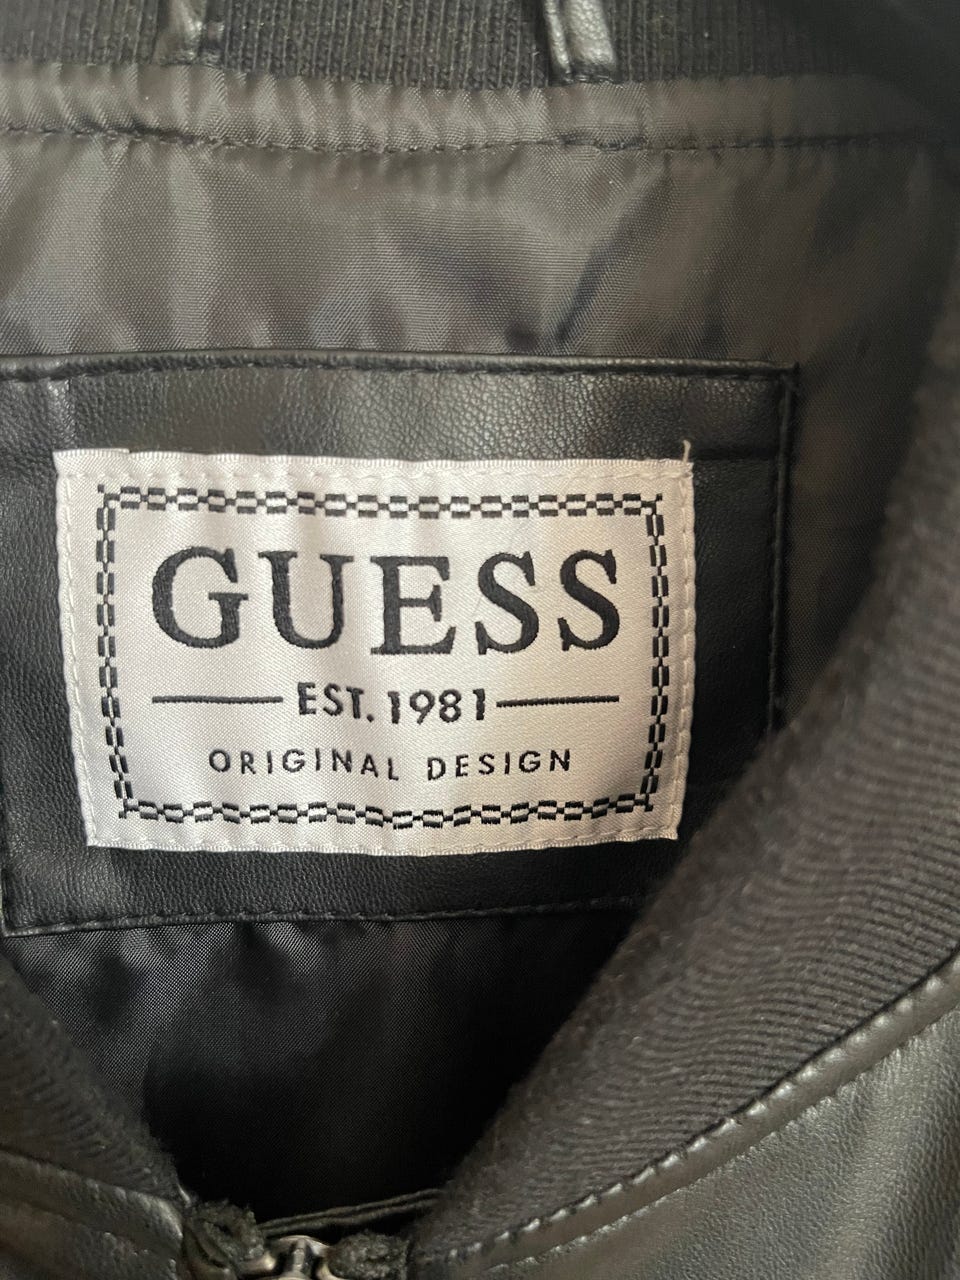 GUESS
EST. 1981
ORIGINAL DESIGN